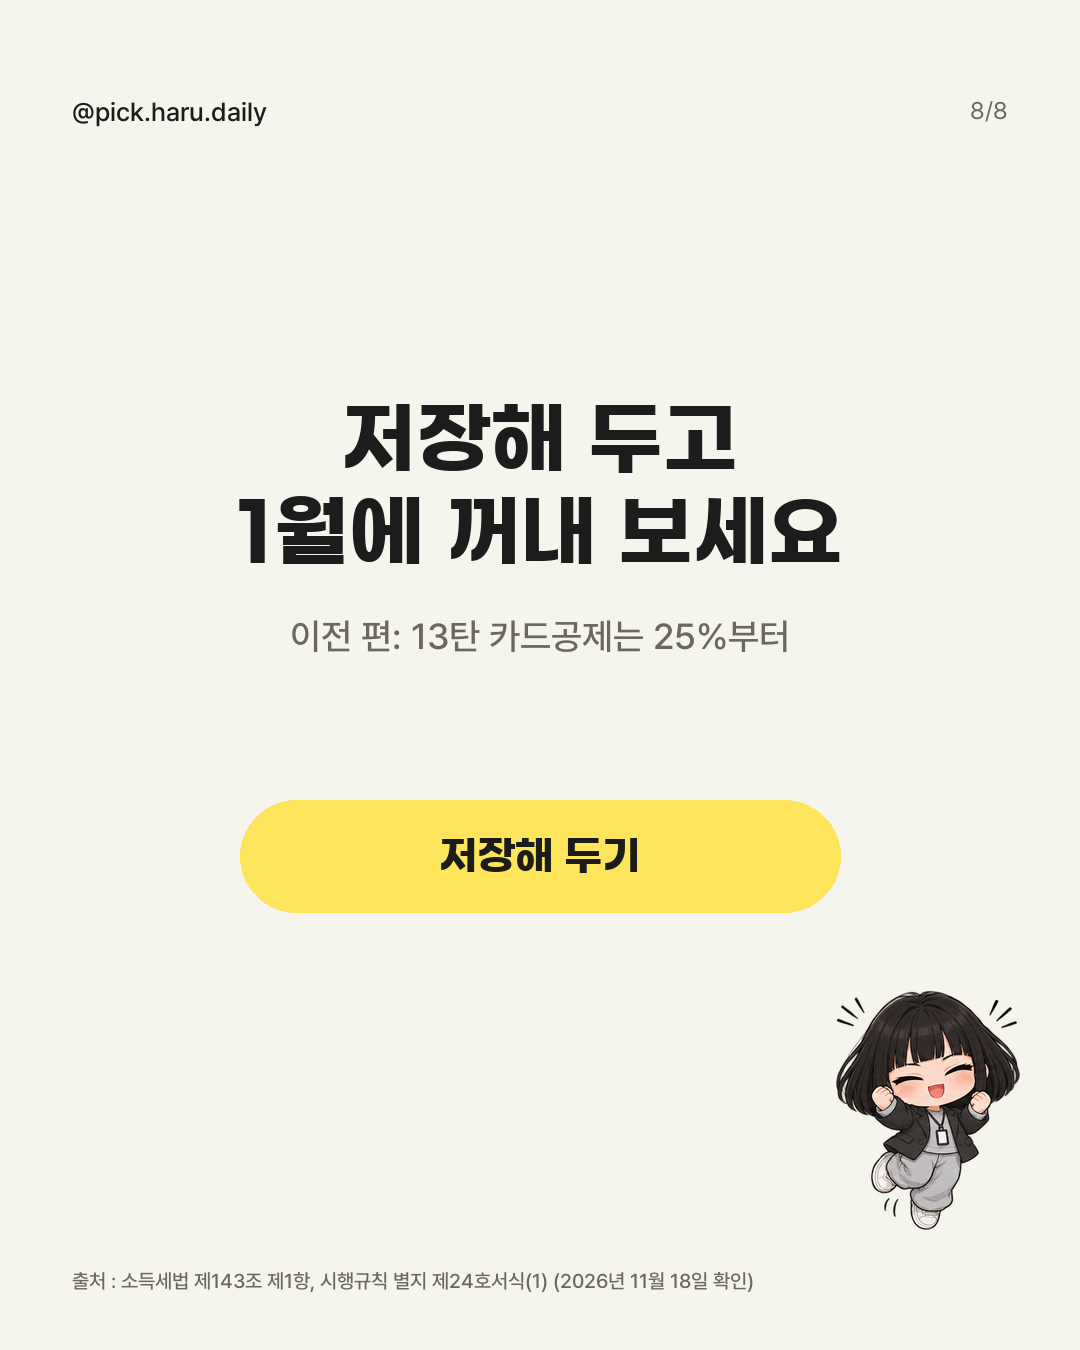 @pick.haru.daily
8/8
저장해 두고
1월에 꺼내 보세요
이전 편: 13탄 카드공제는 25%부터
저장해 두기
출처 : 소득세법 제143조 제1항, 시행규칙 별지 제24호서식(1) (2026년 11월 18일 확인)